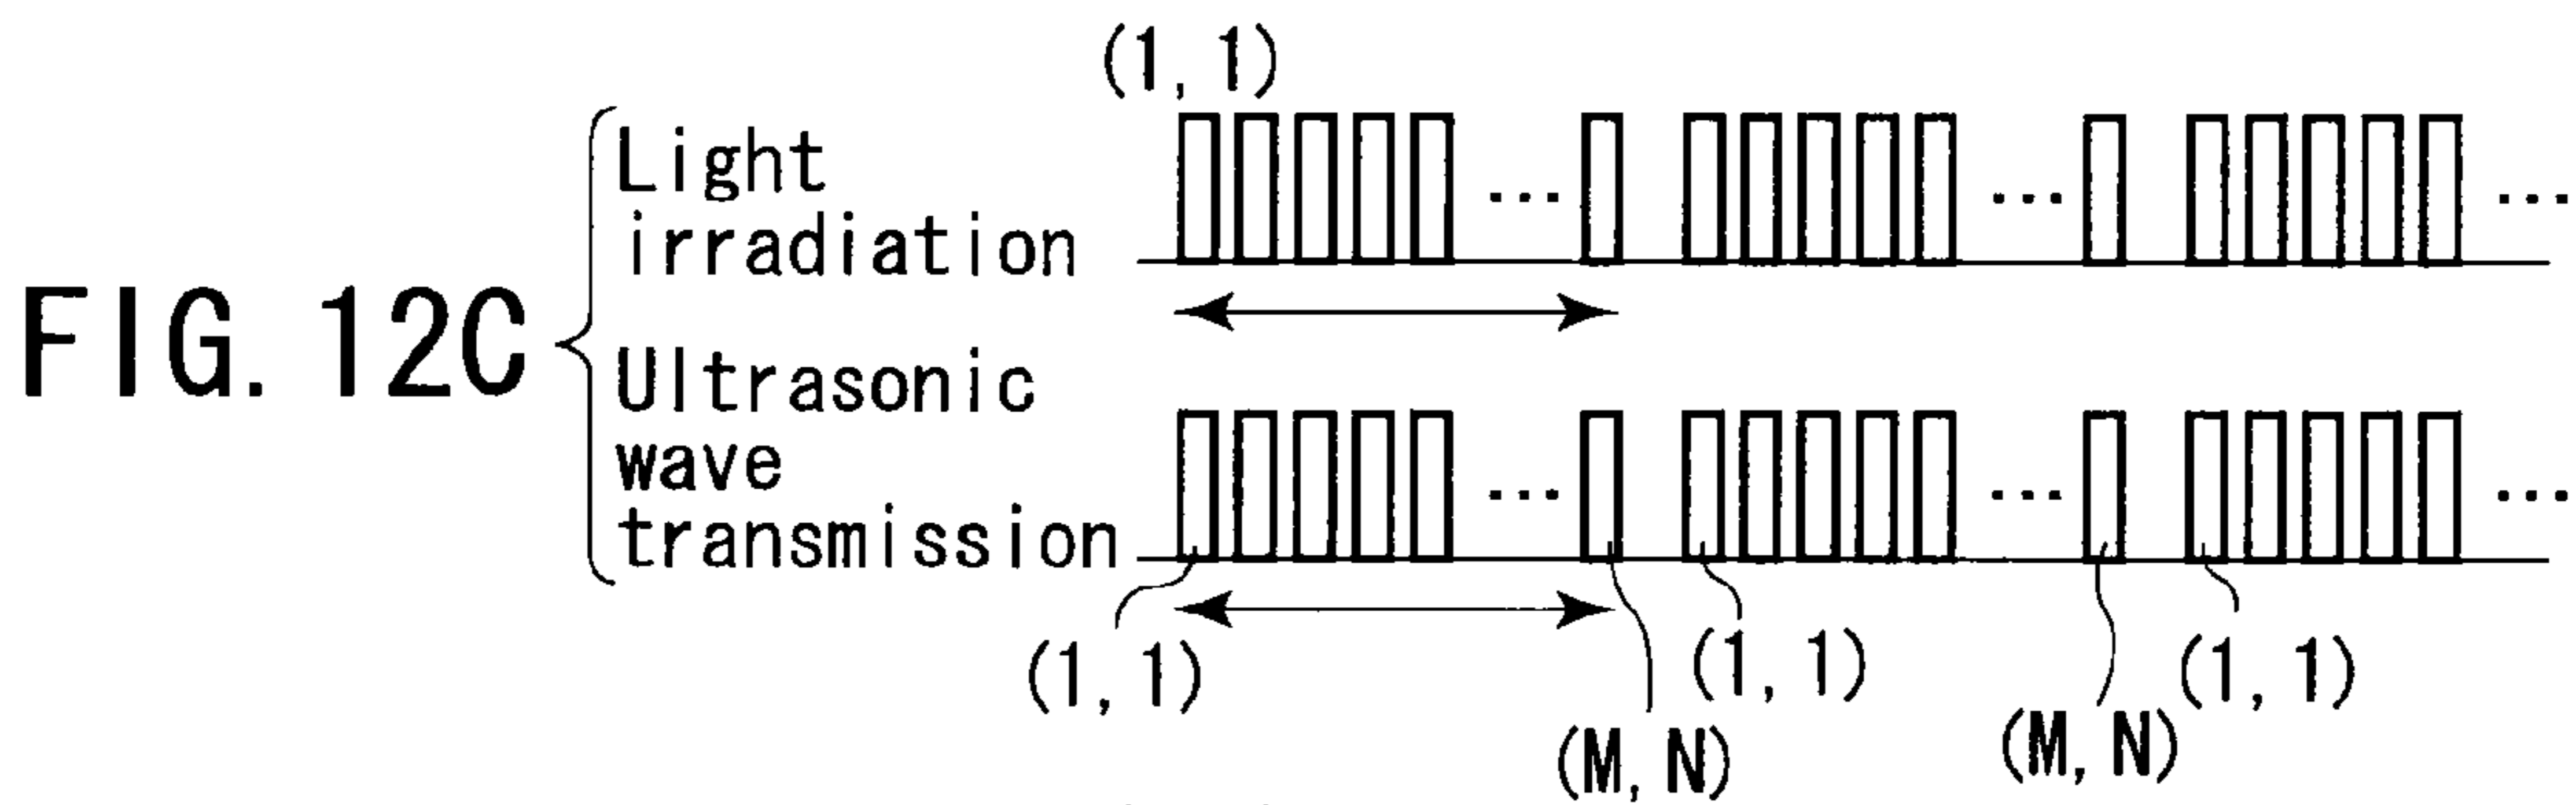 (1, 1)
Light
irradiation
...
...
...
FIG. 12C
Ultrasonic
wave
transmission
...
...
...
(1, 1)
(1, 1)
(1, 1)
(M, N)
(M, N)